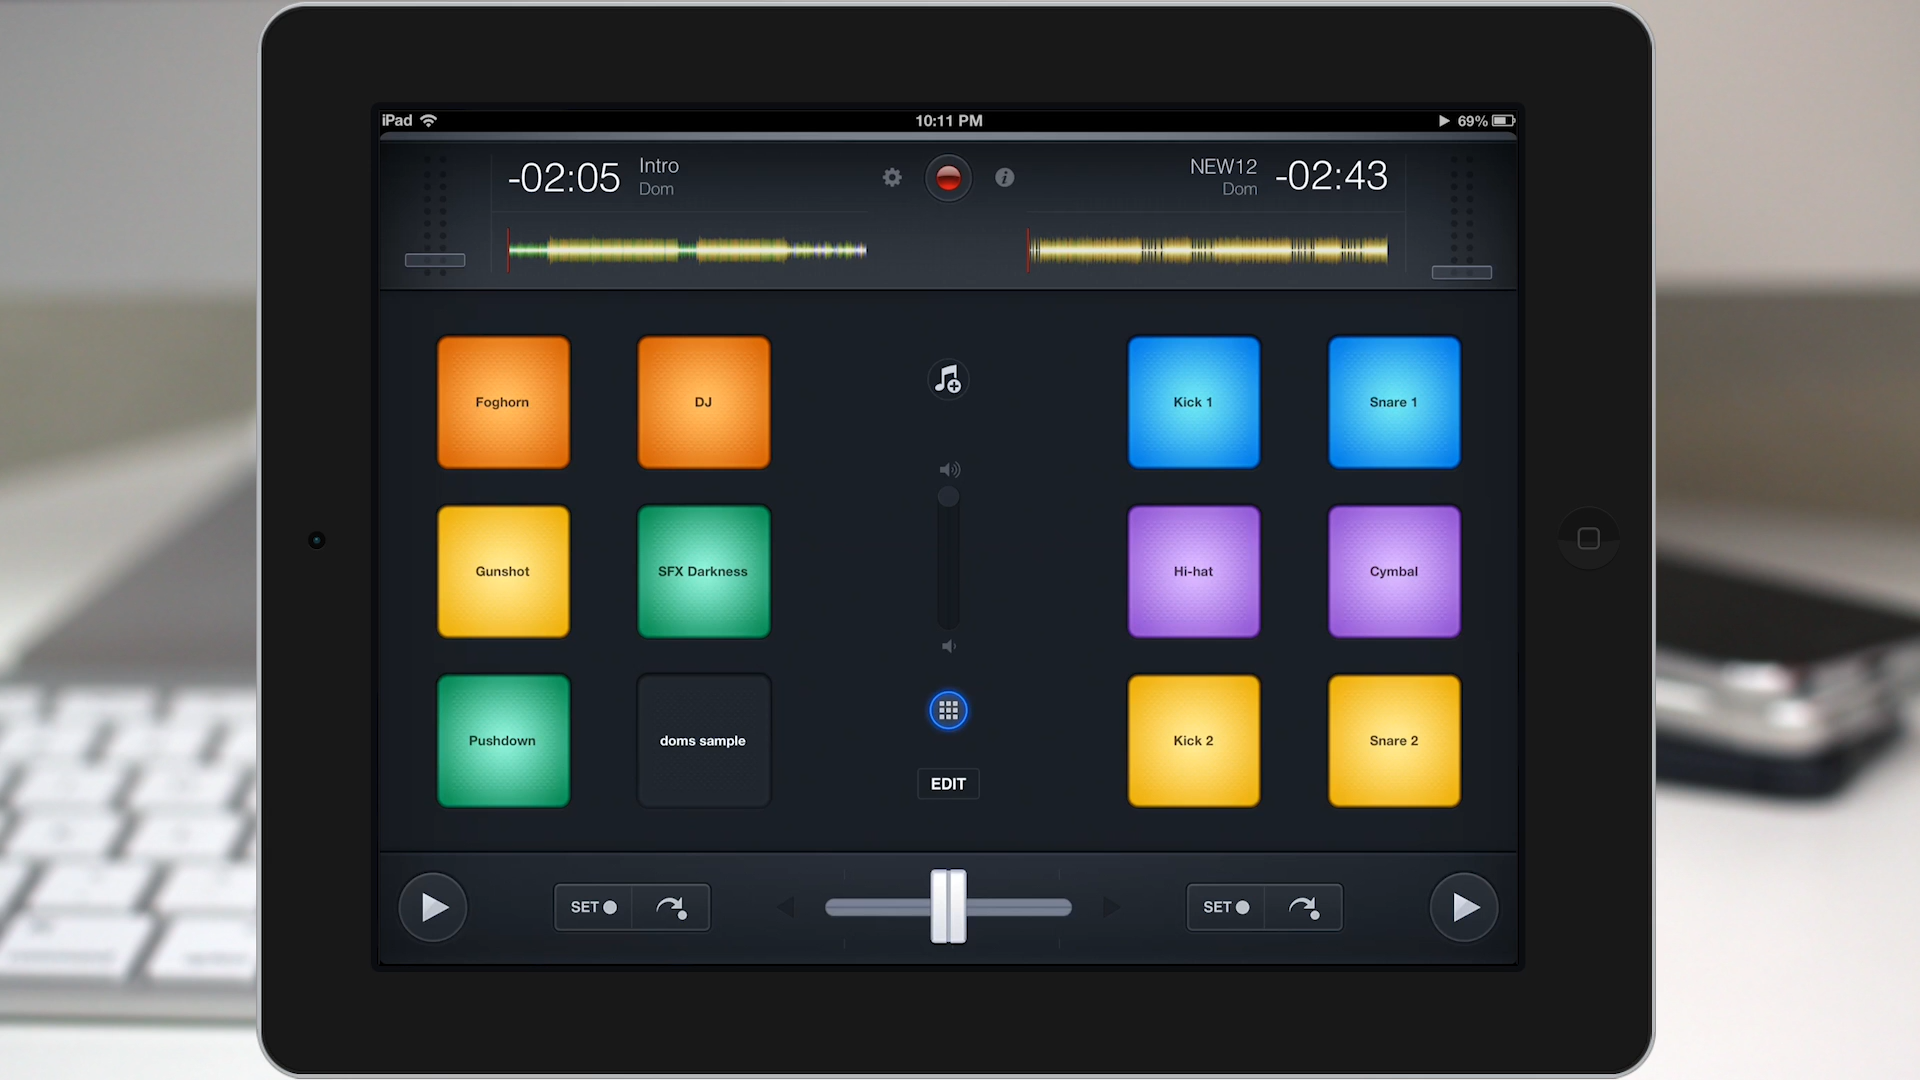 iPad
10:11 PM
69%
-02:05
Intro
Dom
NEW12
Dom
-02:43
Foghorn
DJ
Kick 1
Snare 1
Gunshot
SFX Darkness
Hi-hat
Cymbal
Pushdown
doms sample
Kick 2
Snare 2
EDIT
SET
SET